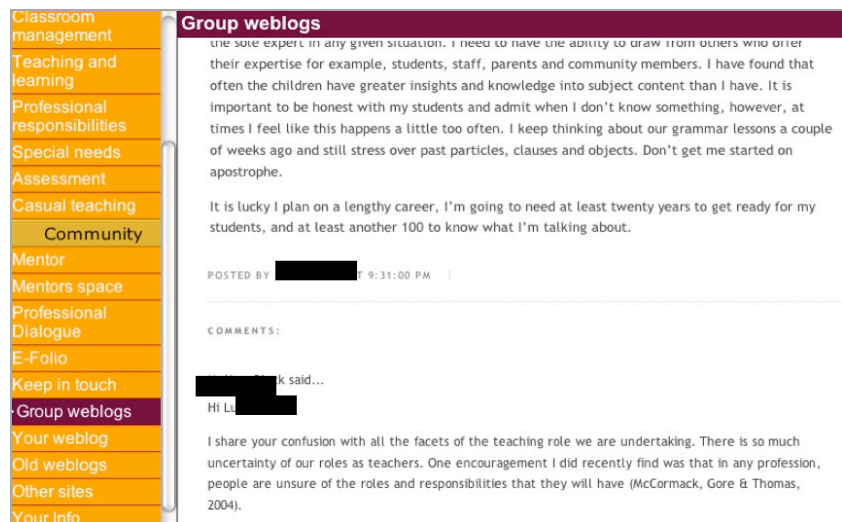 Classroom
management
Teaching and
learning
Professional
responsibilities
Special needs
Assessment
Casual teaching
Community
Mentor
Mentors space
Professional
Dialogue
E-Folio
Keep in touch
Group weblogs
Your weblog
Old weblogs
Other sites
Your Info
Group weblogs
the sole expert in any given situation. I need to have the ability to draw from others who offer
their expertise for example, students, staff, parents and community members. I have found that
often the children have greater insights and knowledge into subject content than I have. It is
important to be honest with my students and admit when I don't know something, however, at
times I feel like this happens a little too often. I keep thinking about our grammar lessons a couple
of weeks ago and still stress over past particles, clauses and objects. Don't get me started on
apostrophe.
It is lucky I plan on a lengthy career, I'm going to need at least twenty years to get ready for my
students, and at least another 100 to know what I'm talking about.
POSTED BY T 9:31:00 PM
COMMENTS:
k said...
Hi Lu
I share your confusion with all the facets of the teaching role we are undertaking. There is so much
uncertainty of our roles as teachers. One encouragement I did recently find was that in any profession,
people are unsure of the roles and responsibilities that they will have (McCormack, Gore & Thomas,
2004).